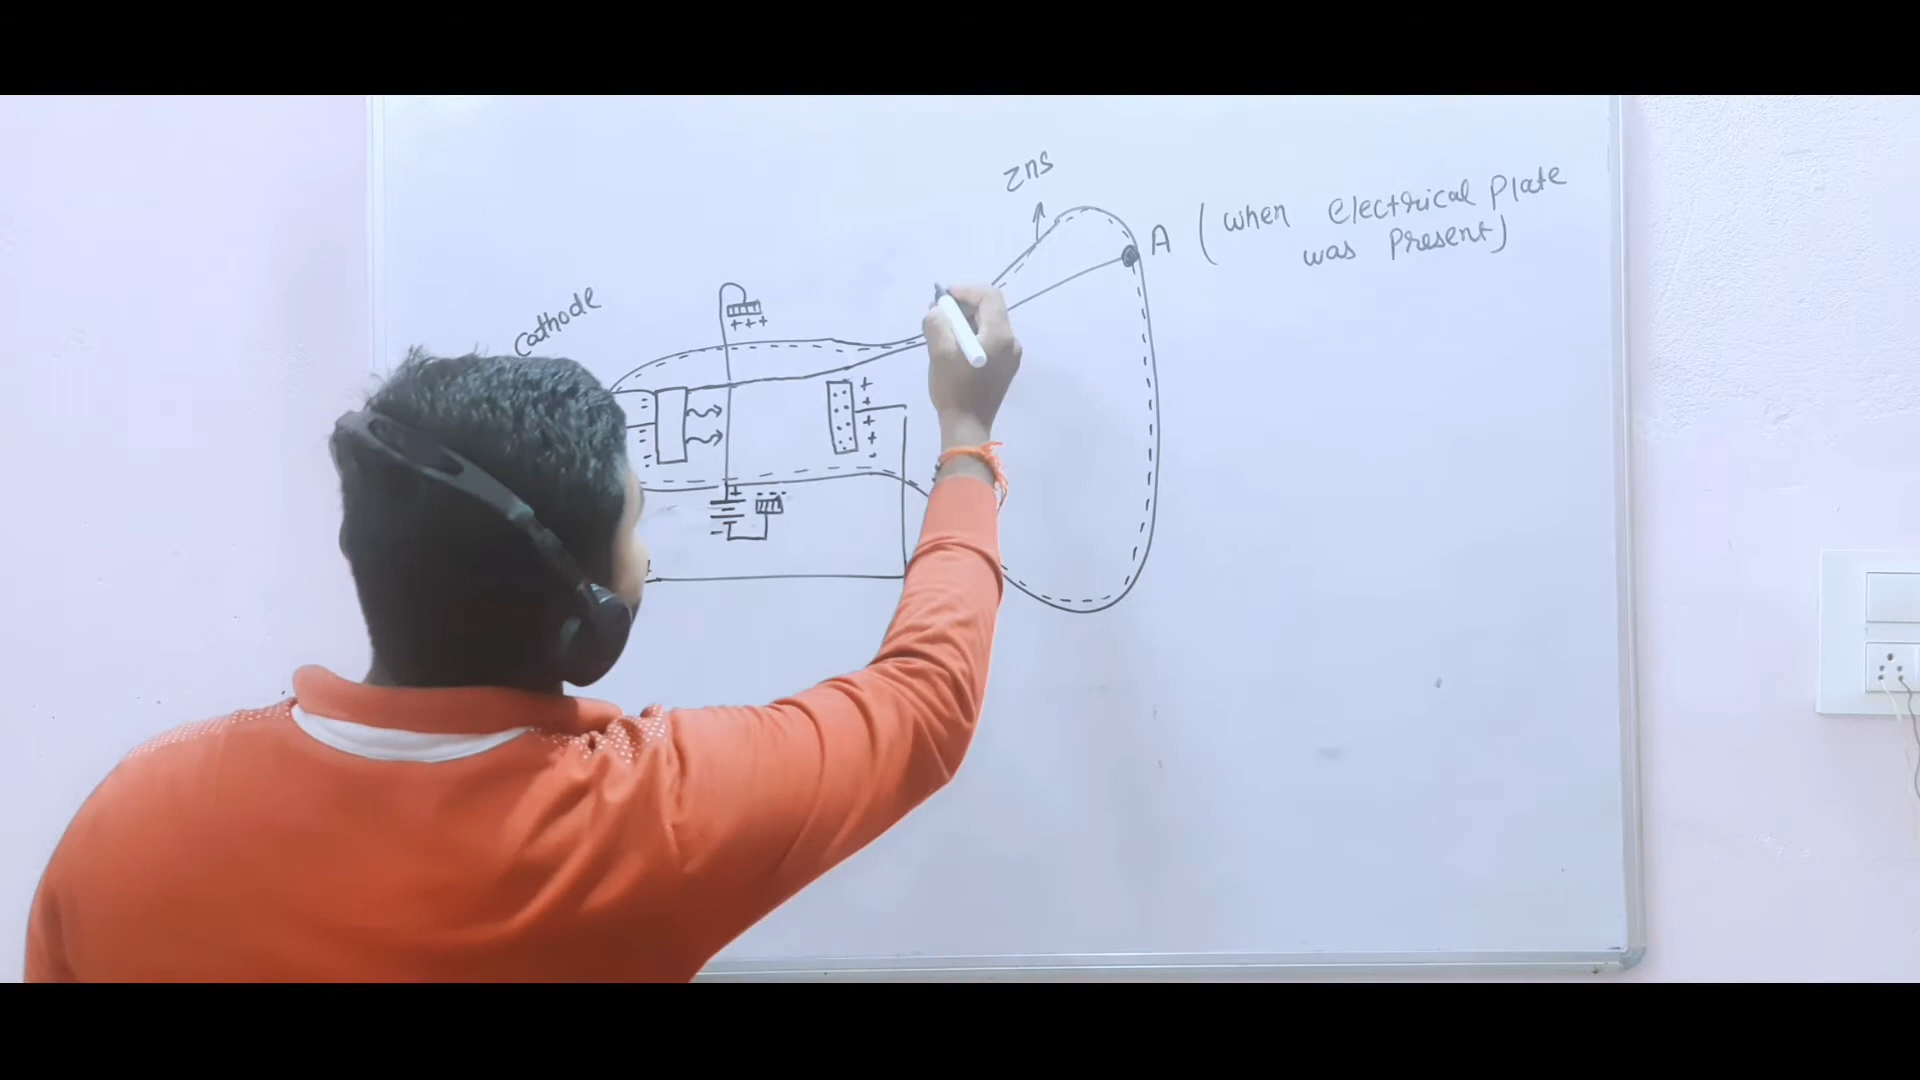 zns
A (when electrical plate
was present)
cathode
+++
+
+
+
+
+